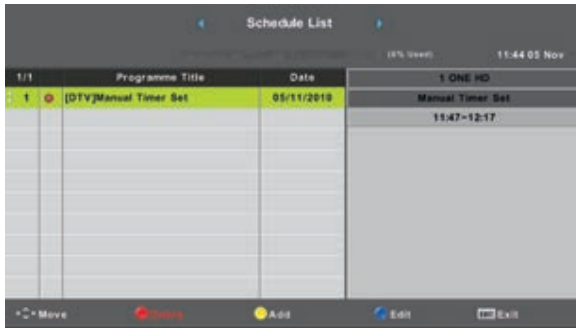 Schedule List
(0% Used) 11:44 05 Nov
1/1 Programme Title Date 1 ONE HD
1 [DTV]Manual Timer Set 05/11/2010 Manual Timer Set
11:47~12:17
Move Delete Add Edit Exit